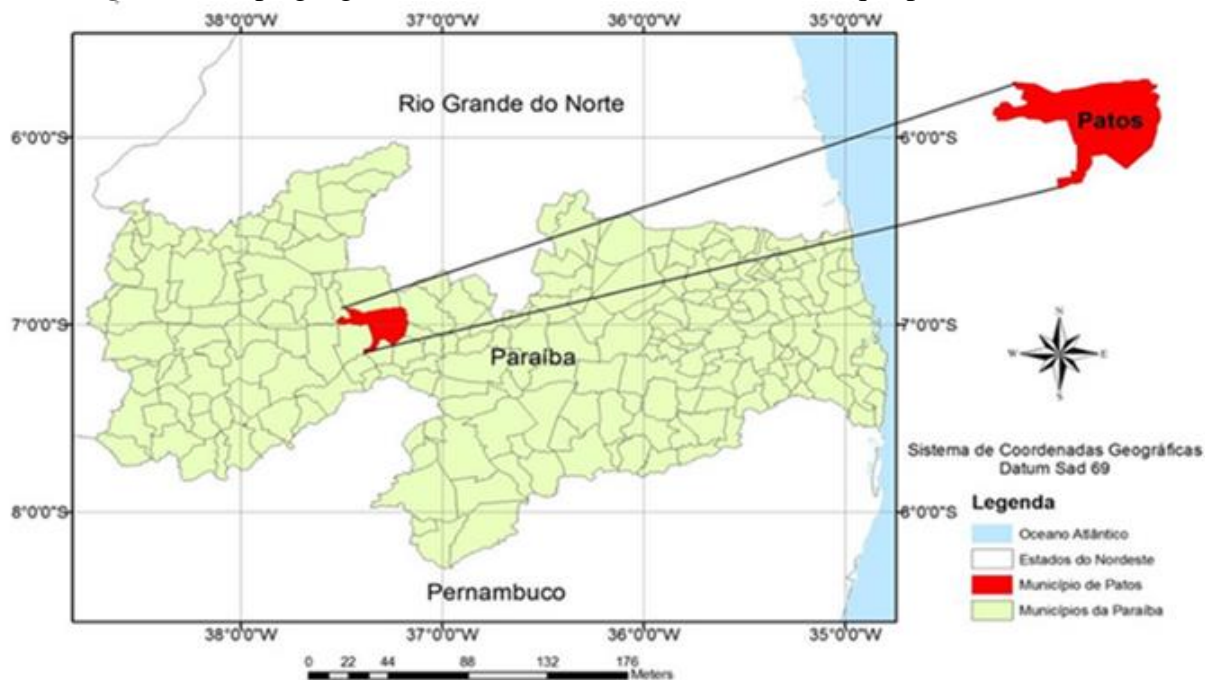 38°0'0"W 37°0'0"W 36°0'0"W 35°0'0"W
Rio Grande do Norte
6°0'0"S 6°0'0"S
Patos
7°0'0"S 7°0'0"S
Paraíba
N
W E
S
Sistema de Coordenadas Geográficas
Datum Sad 69
Legenda
8°0'0"S 6°0'0"S
Oceano Atlântico
Estados do Nordeste
Município de Patos
Municípios da Paraíba
Pernambuco
38°0'0"W 37°0'0"W 36°0'0"W 35°0'0"W
0 22 44 88 132 176
Meters